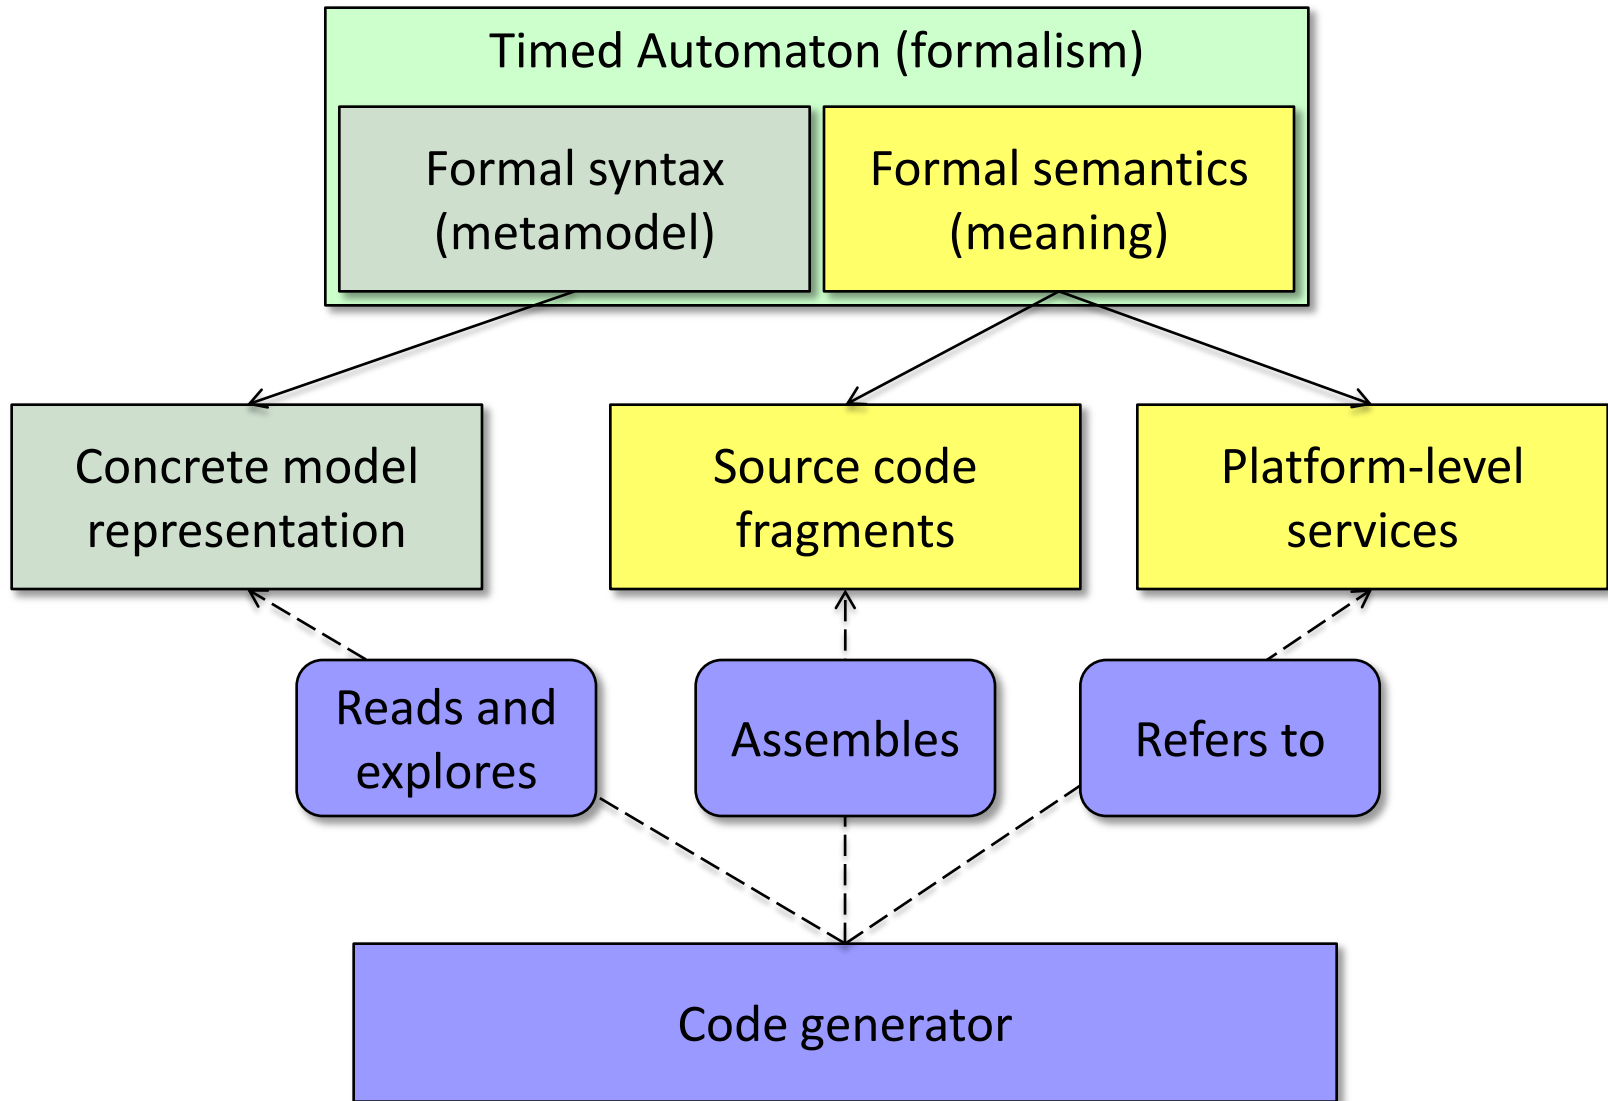 Timed Automaton (formalism)
Formal syntax
(metamodel)
Formal semantics
(meaning)
Concrete model
representation
Source code
fragments
Platform-level
services
Reads and
explores
Assembles
Refers to
Code generator